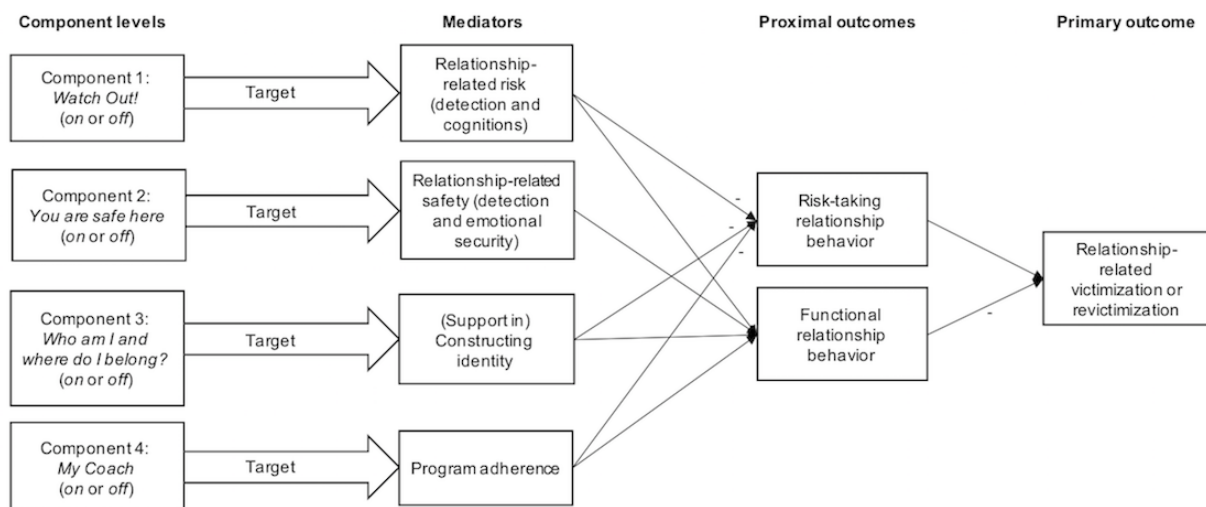 Component levels
Mediators
Proximal outcomes
Primary outcome
Component 1:
Watch Out!
(on or off)
Target
Relationship-
related risk
(detection and
cognitions)
Component 2:
You are safe here
(on or off)
Target
Relationship-related
safety (detection
and emotional
security)
Component 3:
Who am I and
where do I belong?
(on or off)
Target
(Support in)
Constructing
identity
Component 4:
My Coach
(on or off)
Target
Program adherence
-
-
-
Risk-taking
relationship
behavior
Functional
relationship
behavior
-
Relationship-
related
victimization or
revictimization